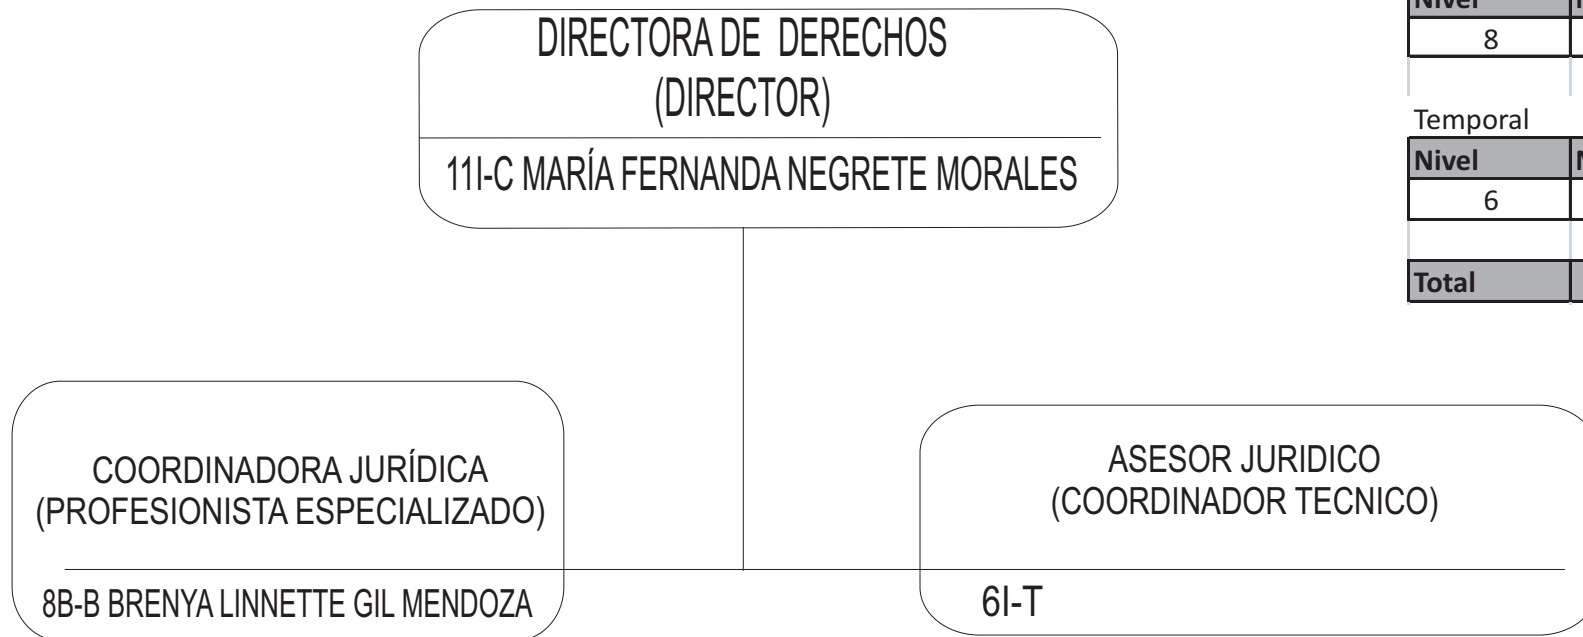 DIRECTORA DE DERECHOS
(DIRECTOR)
11I-C MARÍA FERNANDA NEGRETE MORALES
Nivel
8
Temporal
Nivel
6
Total
COORDINADORA JURÍDICA
(PROFESIONISTA ESPECIALIZADO)
8B-B BRENYA LINNETTE GIL MENDOZA
ASESOR JURIDICO
(COORDINADOR TECNICO)
6I-T